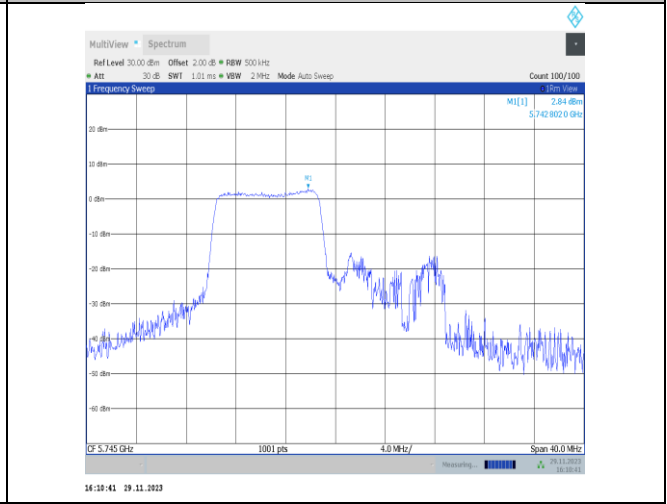 MultiView Spectrum
Ref Level 30.00 dBm Offset 2.00 dB RBW 500 kHz
Att 30 dB SWT 1.01 ms VBW 2 MHz Mode Auto Sweep Count 100/100
1 Frequency Sweep 1Rm View
M1[1] 2.84 dBm
5.742 802 0 GHz
20 dBm
10 dBm
M1
0 dBm
-10 dBm
-20 dBm
-30 dBm
-40 dBm
-50 dBm
-60 dBm
CF 5.745 GHz 1001 pts 4.0 MHz/ Span 40.0 MHz
Measuring... 29.11.2023
16:10:41
16:10:41 29.11.2023